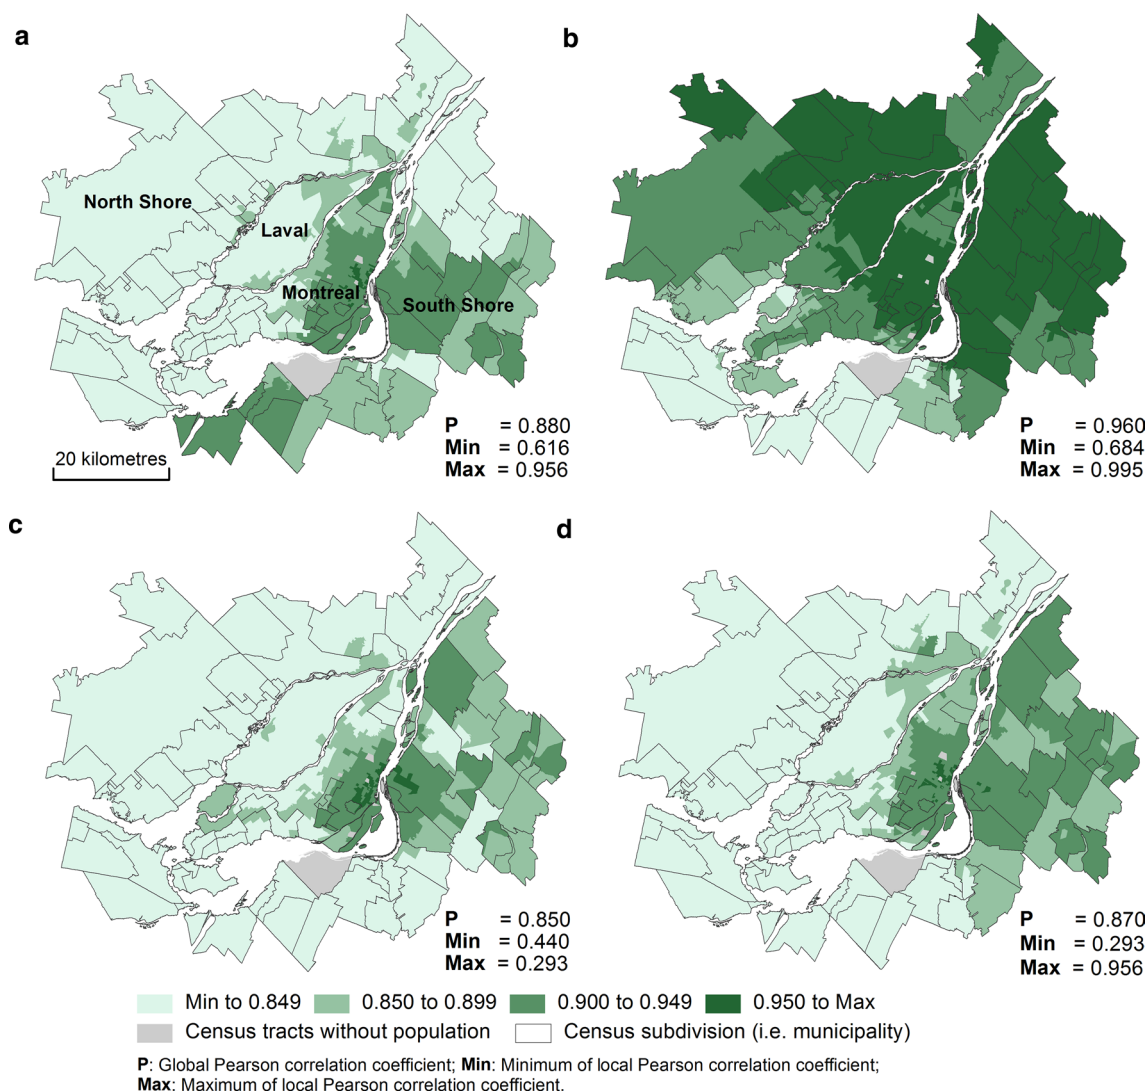 a
b
North Shore
Laval
Montreal
South Shore
20 kilometres
P = 0.880
Min = 0.616
Max = 0.956
P = 0.960
Min = 0.684
Max = 0.995
c
d
P = 0.850
Min = 0.440
Max = 0.293
P = 0.870
Min = 0.293
Max = 0.956
Min to 0.849 0.850 to 0.899 0.900 to 0.949 0.950 to Max
Census tracts without population Census subdivision (i.e. municipality)
P: Global Pearson correlation coefficient; Min: Minimum of local Pearson correlation coefficient;
Max: Maximum of local Pearson correlation coefficient.